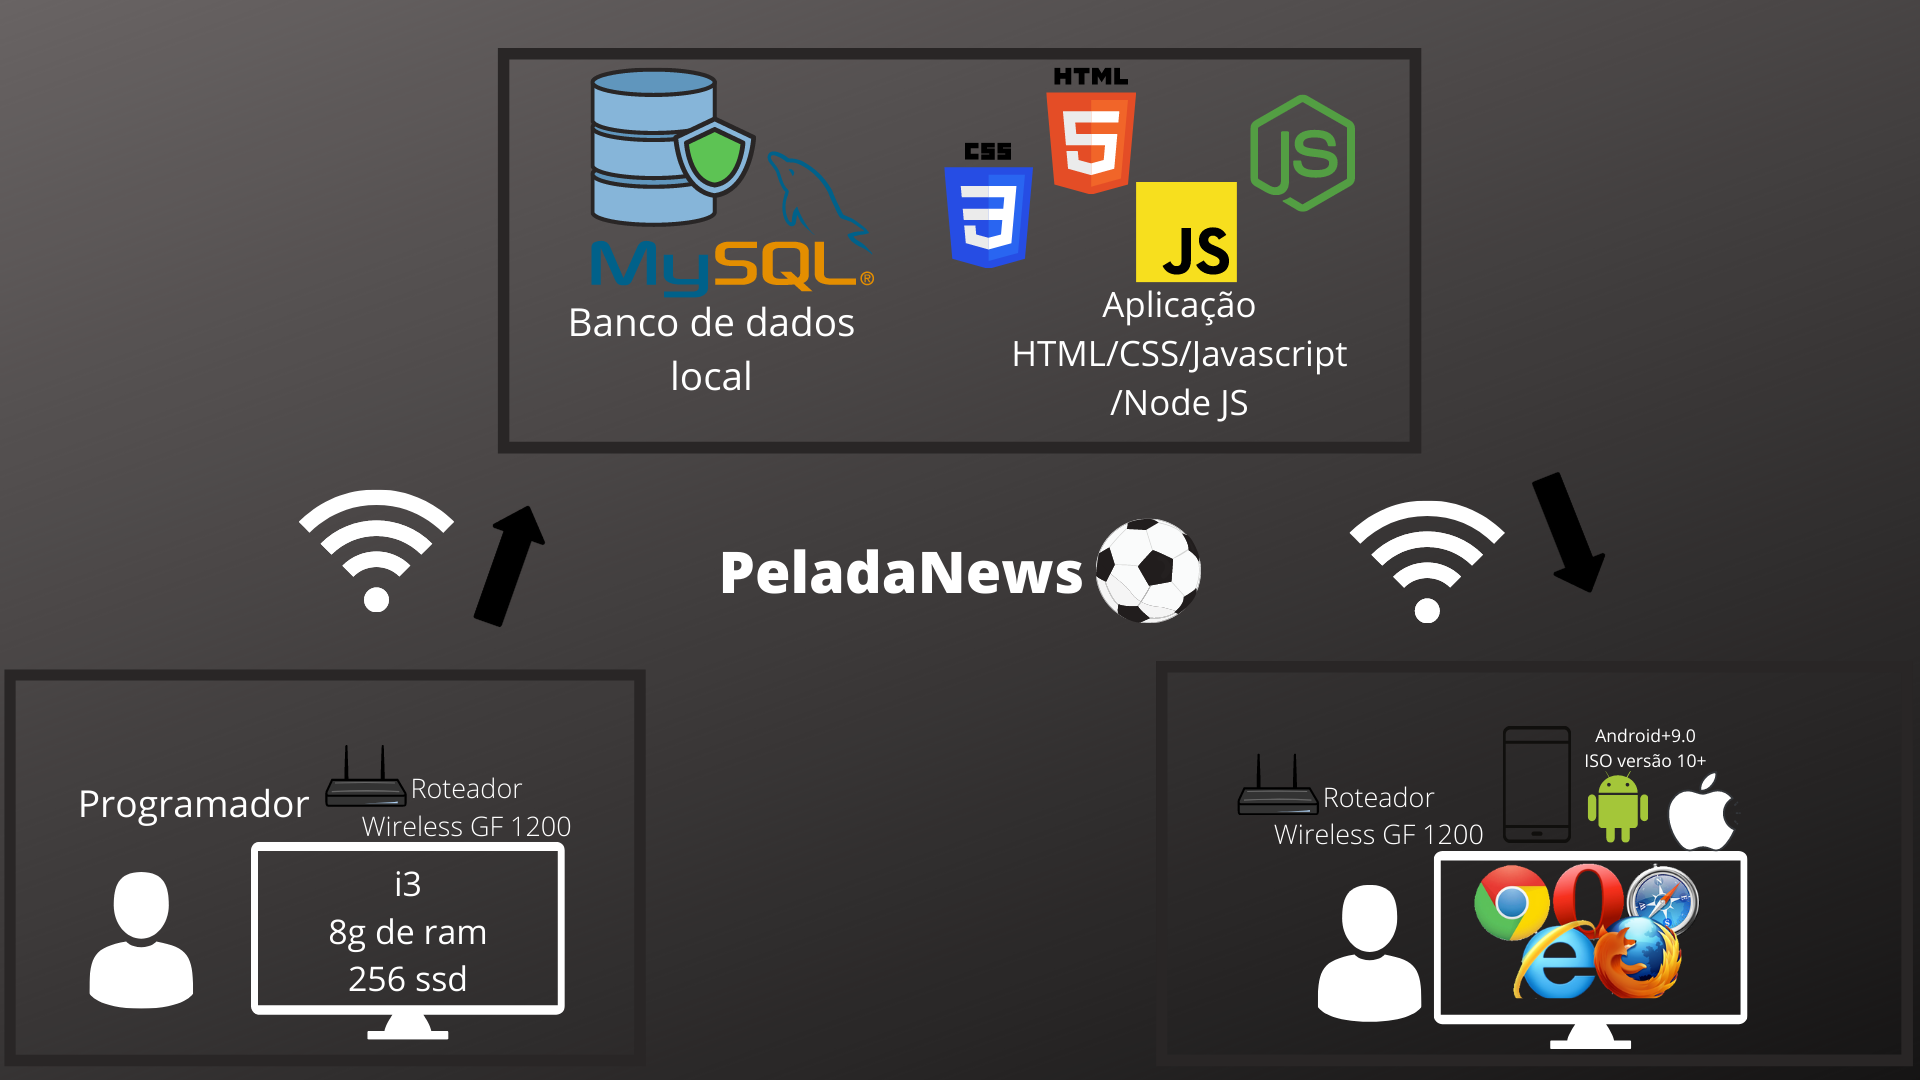 HTML
CSS
JS
JS
MySQL®
Banco de dados
local
Aplicação
HTML/CSS/Javascript
/Node JS
PeladaNews
Programador
Roteador
Wireless GF 1200
i3
8g de ram
256 ssd
Roteador
Wireless GF 1200
Android+9.0
ISO versão 10+